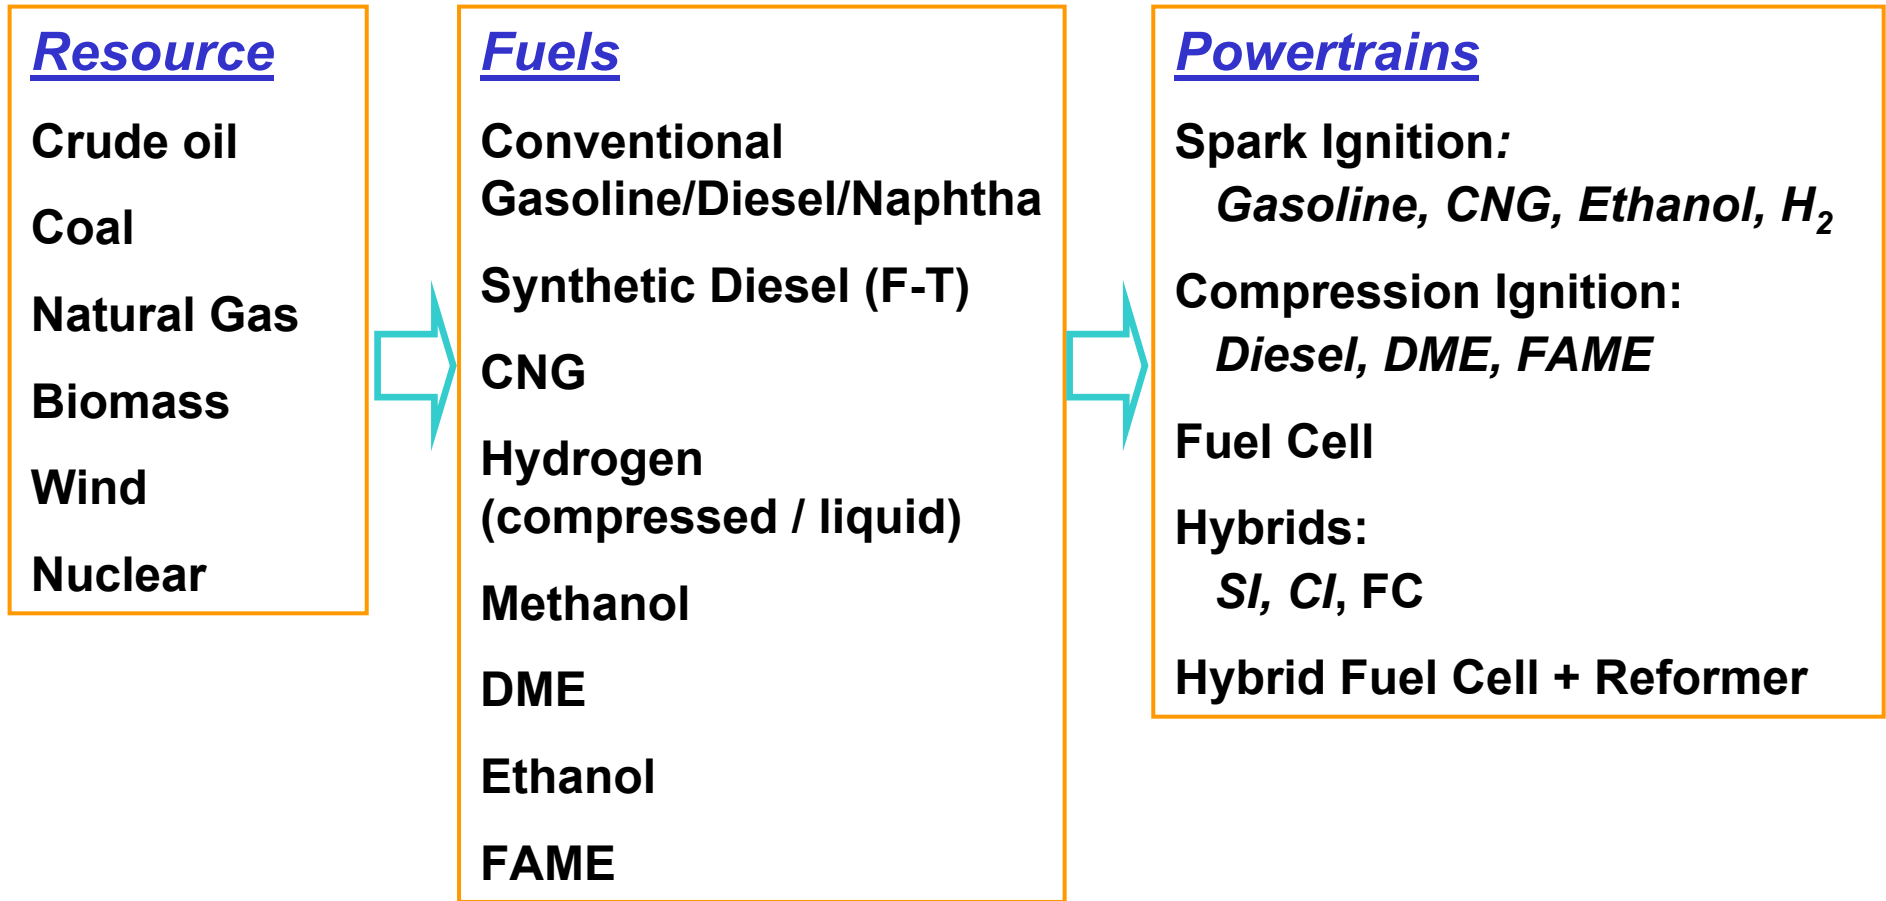 Resource
Crude oil
Coal
Natural Gas
Biomass
Wind
Nuclear
Fuels
Conventional
Gasoline/Diesel/Naphtha
Synthetic Diesel (F-T)
CNG
Hydrogen
(compressed / liquid)
Methanol
DME
Ethanol
FAME
Powertrains
Spark Ignition:
Gasoline, CNG, Ethanol, H₂
Compression Ignition:
Diesel, DME, FAME
Fuel Cell
Hybrids:
SI, CI, FC
Hybrid Fuel Cell + Reformer